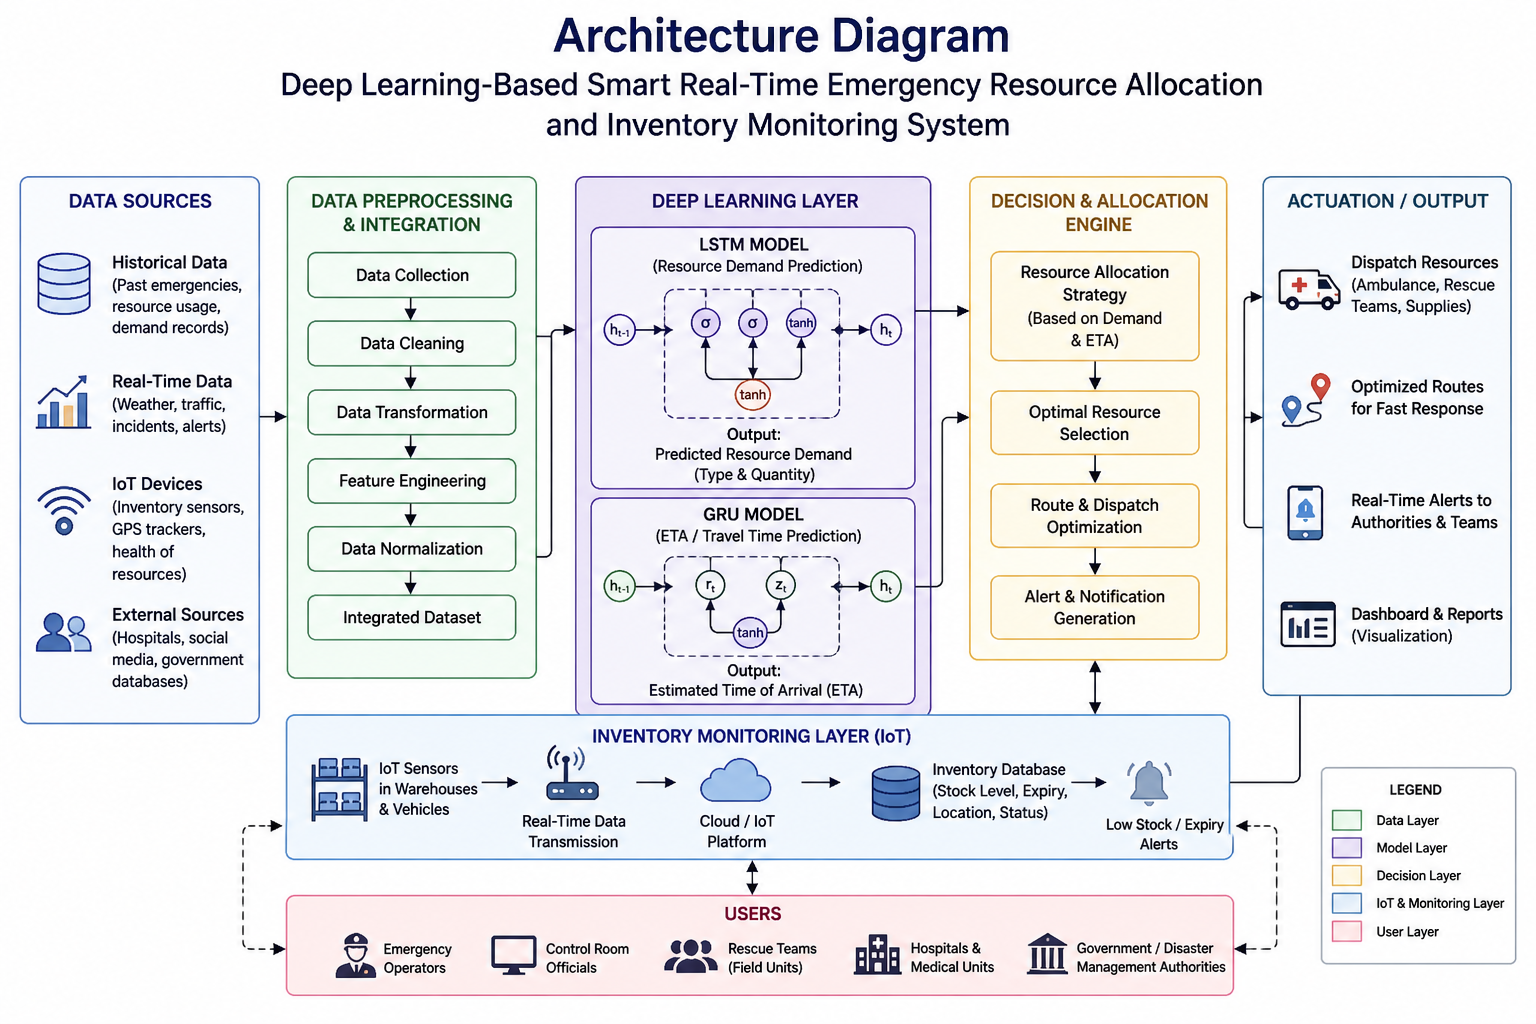 Architecture Diagram
Deep Learning-Based Smart Real-Time Emergency Resource Allocation
and Inventory Monitoring System
DATA SOURCES
Historical Data
(Past emergencies,
resource usage,
demand records)
Real-Time Data
(Weather, traffic,
incidents, alerts)
IoT Devices
(Inventory sensors,
GPS trackers,
health of
resources)
External Sources
(Hospitals, social
media, government
databases)
DATA PREPROCESSING
& INTEGRATION
Data Collection
Data Cleaning
Data Transformation
Feature Engineering
Data Normalization
Integrated Dataset
DEEP LEARNING LAYER
LSTM MODEL
(Resource Demand Prediction)
h_{t-1} σ σ tanh h_t
tanh
Output:
Predicted Resource Demand
(Type & Quantity)
GRU MODEL
(ETA / Travel Time Prediction)
h_{t-1} r_t z_t h_t
tanh
Output:
Estimated Time of Arrival (ETA)
DECISION & ALLOCATION
ENGINE
Resource Allocation
Strategy
(Based on Demand
& ETA)
Optimal Resource
Selection
Route & Dispatch
Optimization
Alert & Notification
Generation
ACTUATION / OUTPUT
Dispatch Resources
(Ambulance, Rescue
Teams, Supplies)
Optimized Routes
for Fast Response
Real-Time Alerts to
Authorities & Teams
Dashboard & Reports
(Visualization)
INVENTORY MONITORING LAYER (IoT)
IoT Sensors
in Warehouses
& Vehicles
Real-Time Data
Transmission
Cloud / IoT
Platform
Inventory Database
(Stock Level, Expiry,
Location, Status)
Low Stock / Expiry
Alerts
USERS
Emergency
Operators
Control Room
Officials
Rescue Teams
(Field Units)
Hospitals &
Medical Units
Government / Disaster
Management Authorities
LEGEND
Data Layer
Model Layer
Decision Layer
IoT & Monitoring Layer
User Layer